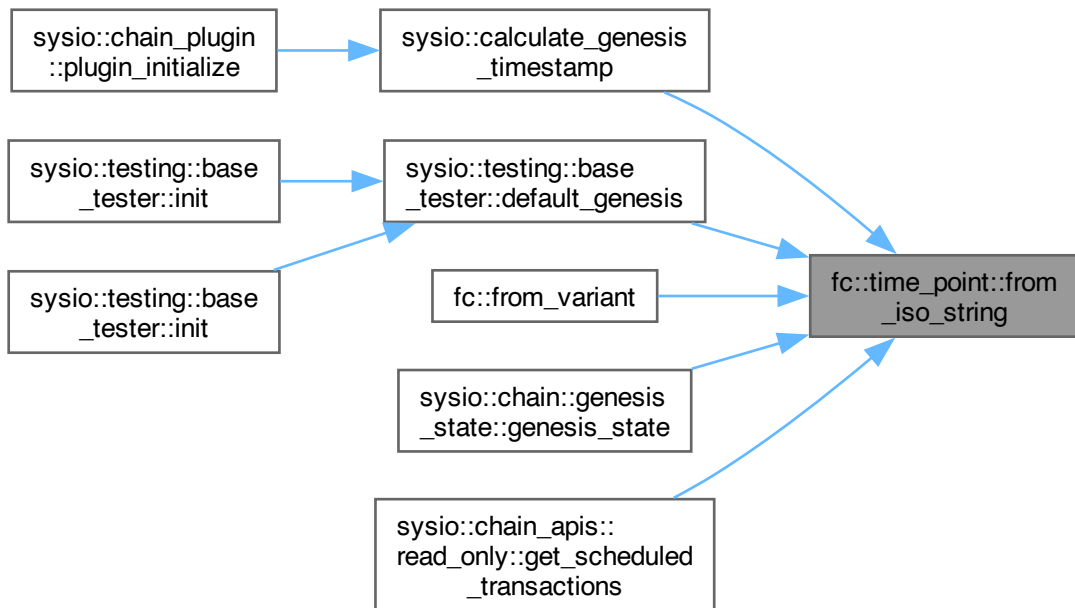 sysio::chain_plugin
::plugin_initialize
sysio::calculate_genesis
_timestamp
sysio::testing::base
_tester::init
sysio::testing::base
_tester::default_genesis
sysio::testing::base
_tester::init
fc::from_variant
fc::time_point::from
_iso_string
sysio::chain::genesis
_state::genesis_state
sysio::chain_apis::
read_only::get_scheduled
_transactions